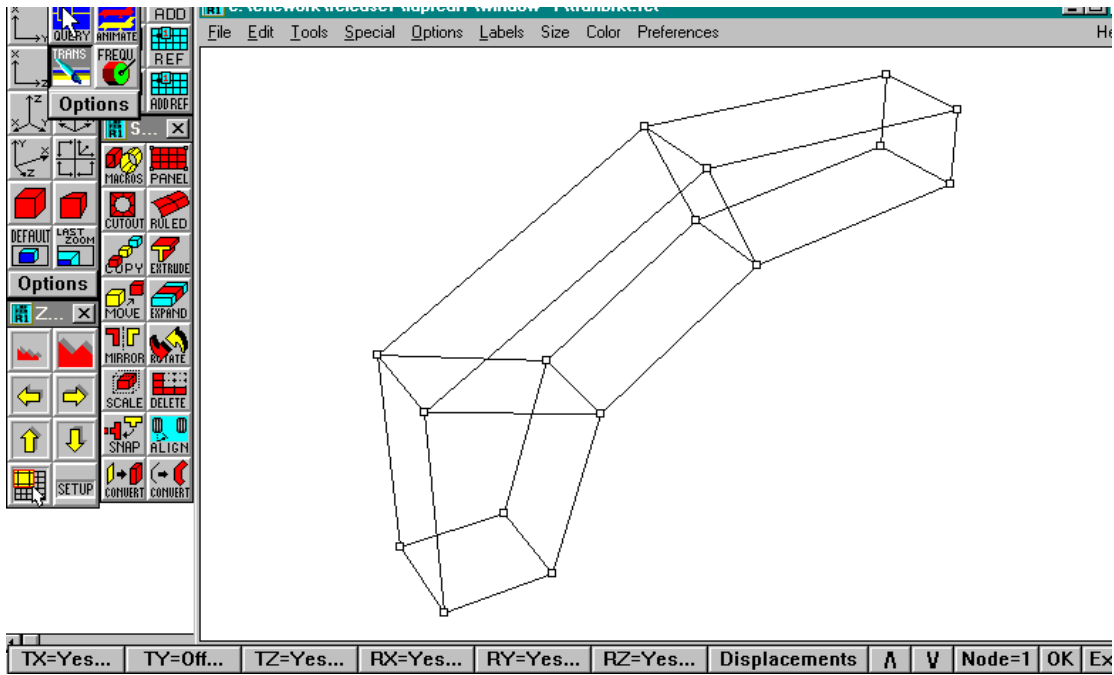 ADD
QUERY ANIMATE
File Edit Tools Special Options Labels Size Color Preferences
TRANS FREQU REF
Options ADD REF
S...
MACROS PANEL
CUTOUT RULED
DEFAULT LAST ZOOM
COPY EXTRUDE
Options
MOVE EXPAND
Z...
MIRROR ROTATE
SCALE DELETE
SNAP ALIGN
SETUP CONVERT CONVERT
TX=Yes... TY=Off... TZ=Yes... RX=Yes... RY=Yes... RZ=Yes... Displacements Λ V Node=1 OK